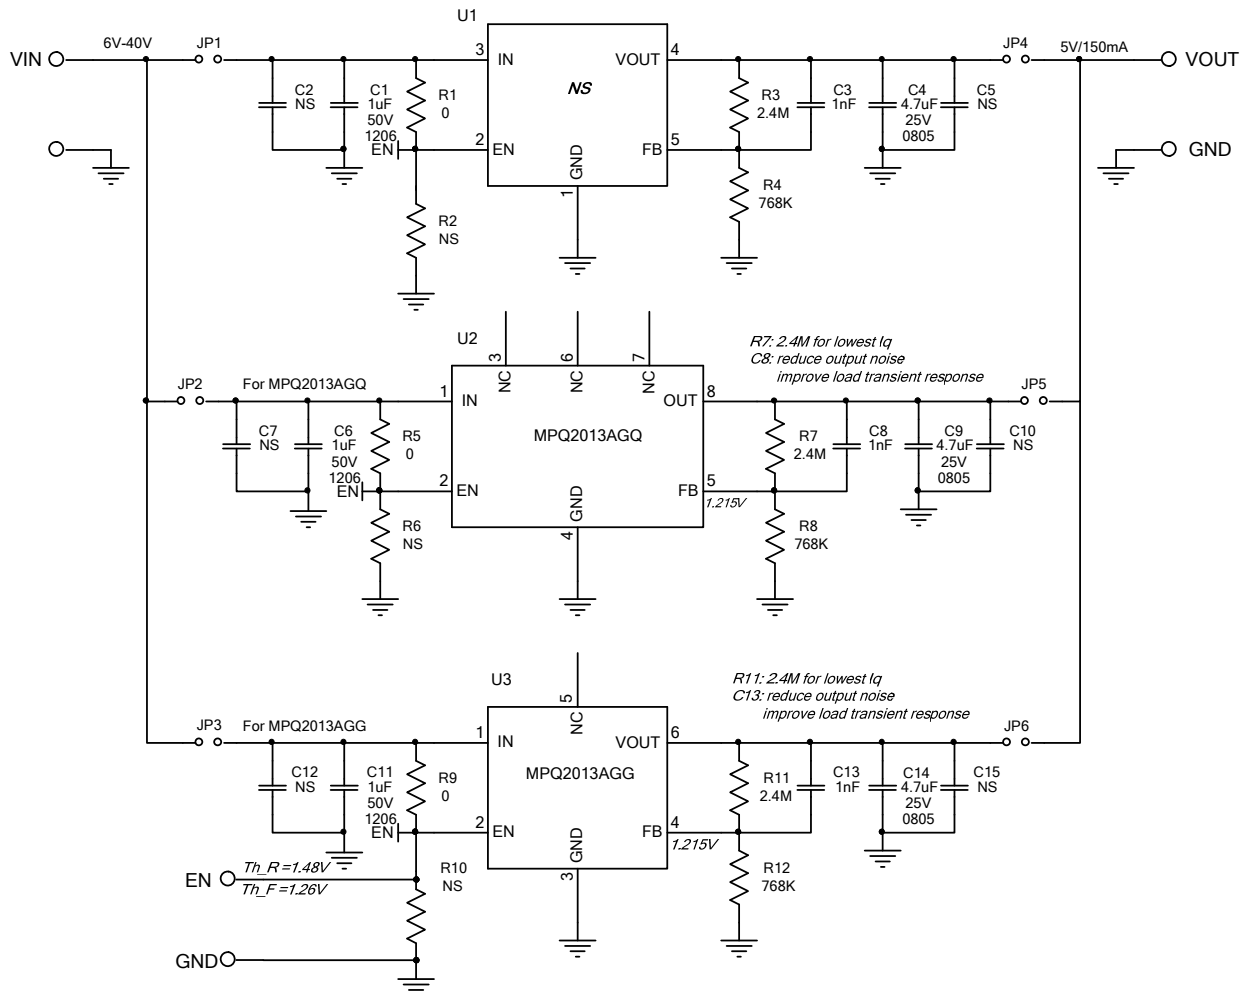 U1
VIN
6V-40V
JP1
3
IN
VOUT
4
JP4
5V/150mA
VOUT
C2
NS
C1
1uF
50V
1206
R1
0
NS
R3
2.4M
C3
1nF
C4
4.7uF
25V
0805
C5
NS
EN
2
EN
FB
5
GND
GND
1
R2
NS
R4
768K
U2
3
NC
6
NC
7
NC
R7: 2.4M for lowest Iq
C8: reduce output noise
improve load transient response
JP2
For MPQ2013AGQ
1
IN
OUT
8
JP5
C7
NS
C6
1uF
50V
1206
R5
0
MPQ2013AGQ
R7
2.4M
C8
1nF
C9
4.7uF
25V
0805
C10
NS
EN
2
EN
FB
5
1.215V
GND
4
R6
NS
R8
768K
U3
5
NC
R11: 2.4M for lowest Iq
C13: reduce output noise
improve load transient response
JP3
For MPQ2013AGG
1
IN
VOUT
6
JP6
C12
NS
C11
1uF
50V
1206
R9
0
MPQ2013AGG
R11
2.4M
C13
1nF
C14
4.7uF
25V
0805
C15
NS
EN
2
EN
FB
4
1.215V
GND
3
EN
Th_R =1.48V
Th_F =1.26V
R10
NS
R12
768K
GND